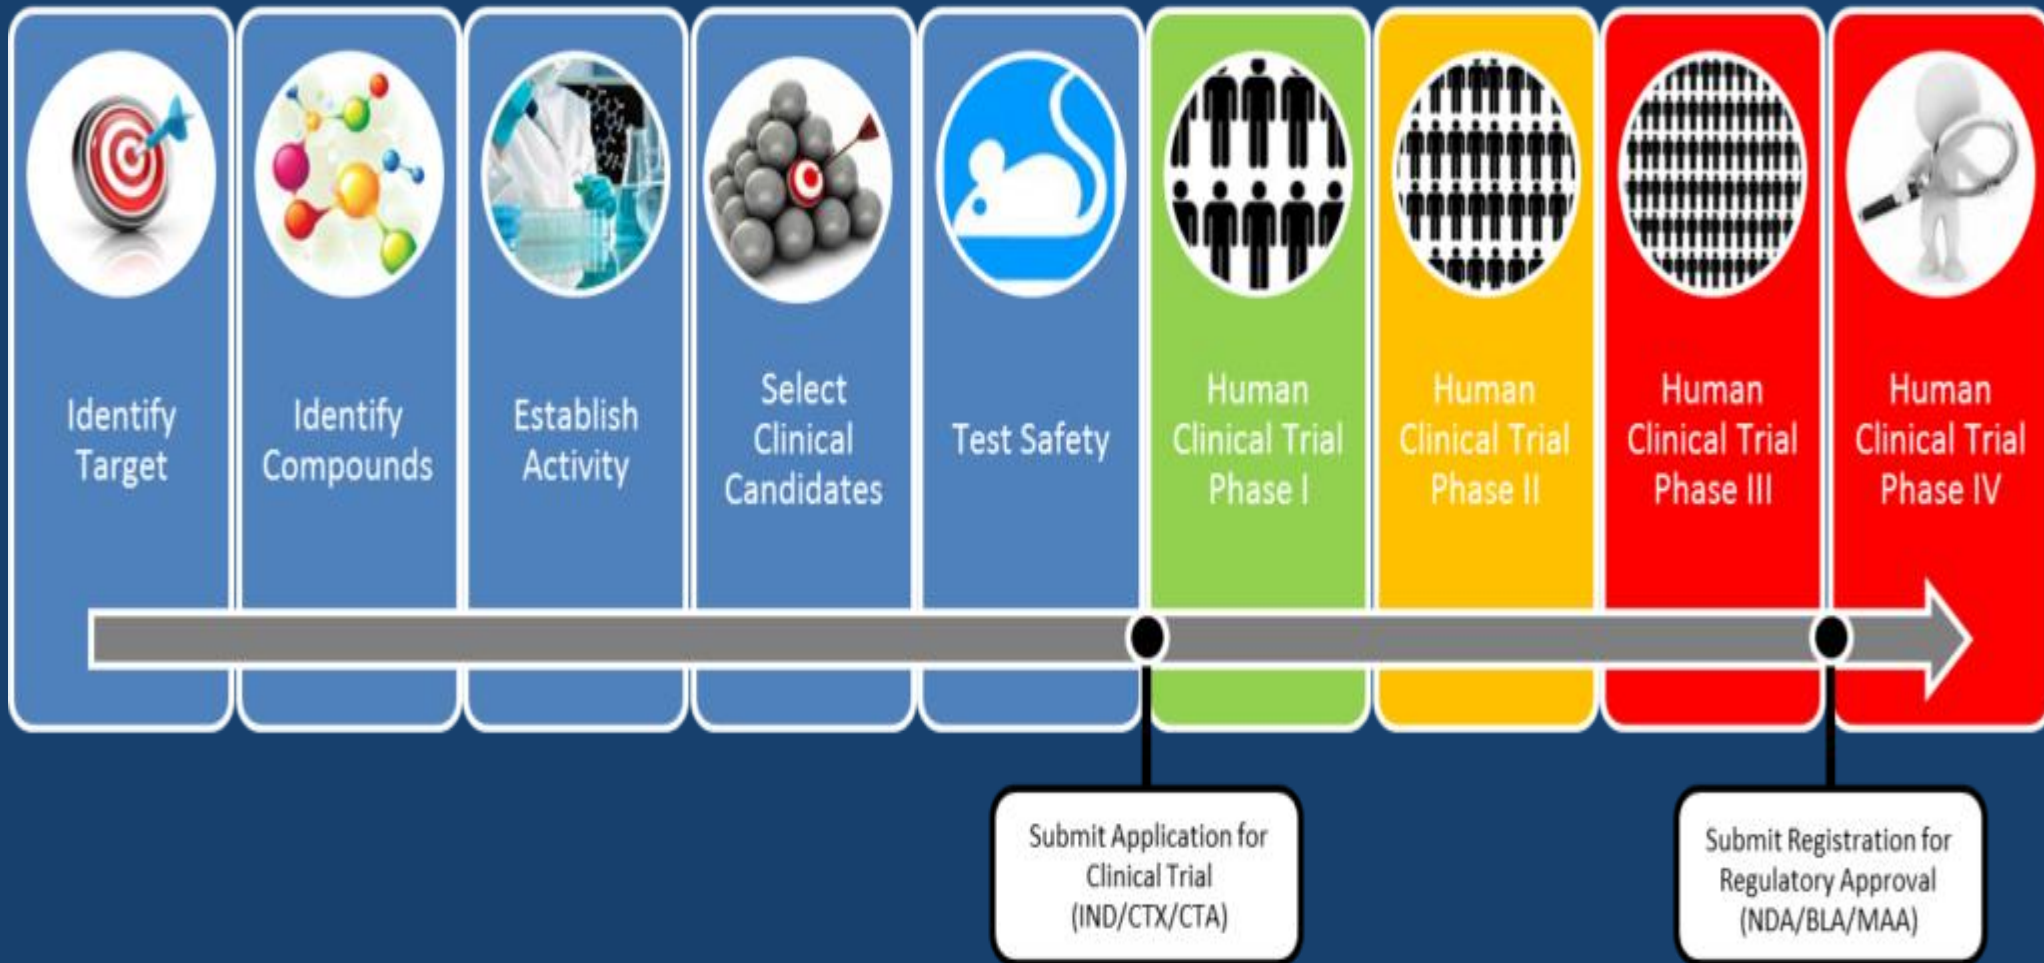 Identify
Target
Identify
Compounds
Establish
Activity
Select
Clinical
Candidates
Test Safety
Human
Clinical Trial
Phase I
Human
Clinical Trial
Phase II
Human
Clinical Trial
Phase III
Human
Clinical Trial
Phase IV
Submit Application for
Clinical Trial
(IND/CTX/CTA)
Submit Registration for
Regulatory Approval
(NDA/BLA/MAA)